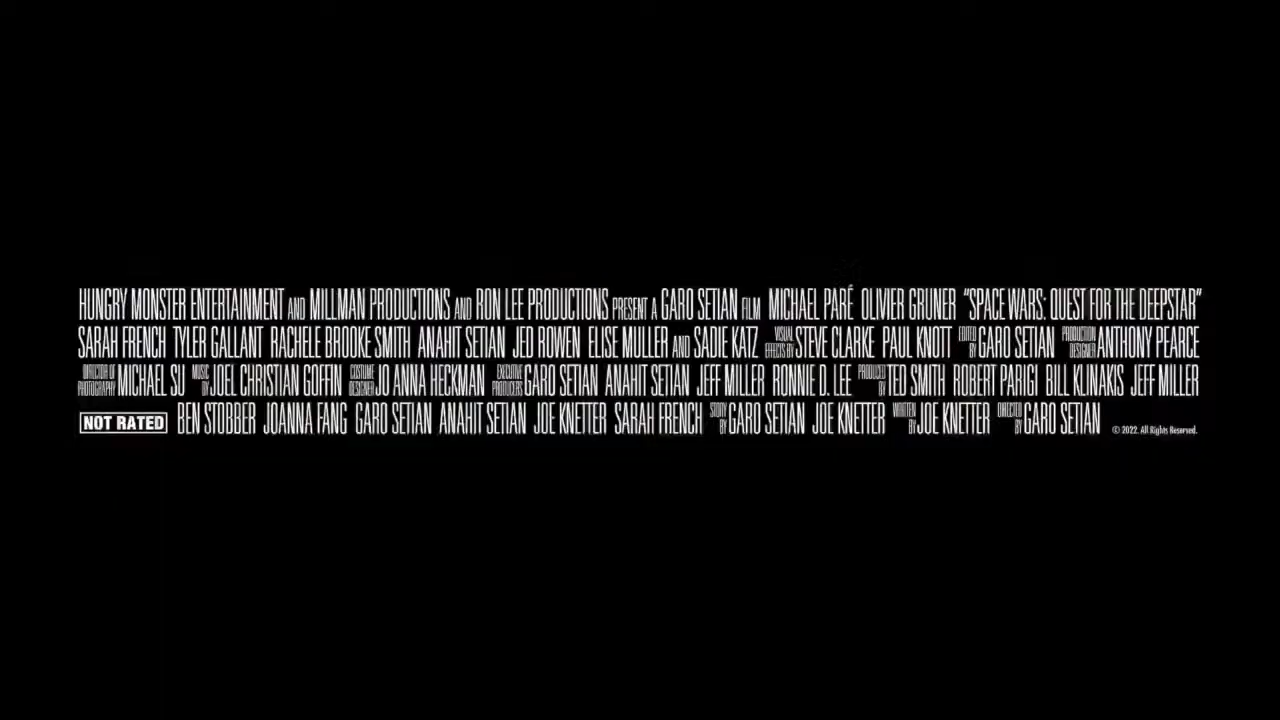 HUNGRY MONSTER ENTERTAINMENT AND MILLMAN PRODUCTIONS AND RON LEE PRODUCTIONS PRESENT A GARO SETIAN FILM MICHAEL PARÉ OLIVIER GRUNER "SPACE WARS: QUEST FOR THE DEEPSTAR"
SARAH FRENCH TYLER GALLANT RACHELE BROOKE SMITH ANAHIT SETIAN JED ROWEN ELISE MULLER AND SADIE KATZ VISUAL EFFECTS BY STEVE CLARKE PAUL KNOTT EDITED BY GARO SETIAN PRODUCTION DESIGNER ANTHONY PEARCE
DIRECTOR OF PHOTOGRAPHY MICHAEL SU MUSIC BY JOEL CHRISTIAN GOFFIN COSTUME DESIGNER JO ANNA HECKMAN EXECUTIVE PRODUCERS GARO SETIAN ANAHIT SETIAN JEFF MILLER RONNIE D. LEE PRODUCED BY TED SMITH ROBERT PARIGI BILL KLINAKIS JEFF MILLER
NOT RATED BEN STOBBER JOANNA FANG GARO SETIAN ANAHIT SETIAN JOE KNETTER SARAH FRENCH STORY BY GARO SETIAN JOE KNETTER WRITTEN BY JOE KNETTER DIRECTED BY GARO SETIAN © 2022. All Rights Reserved.